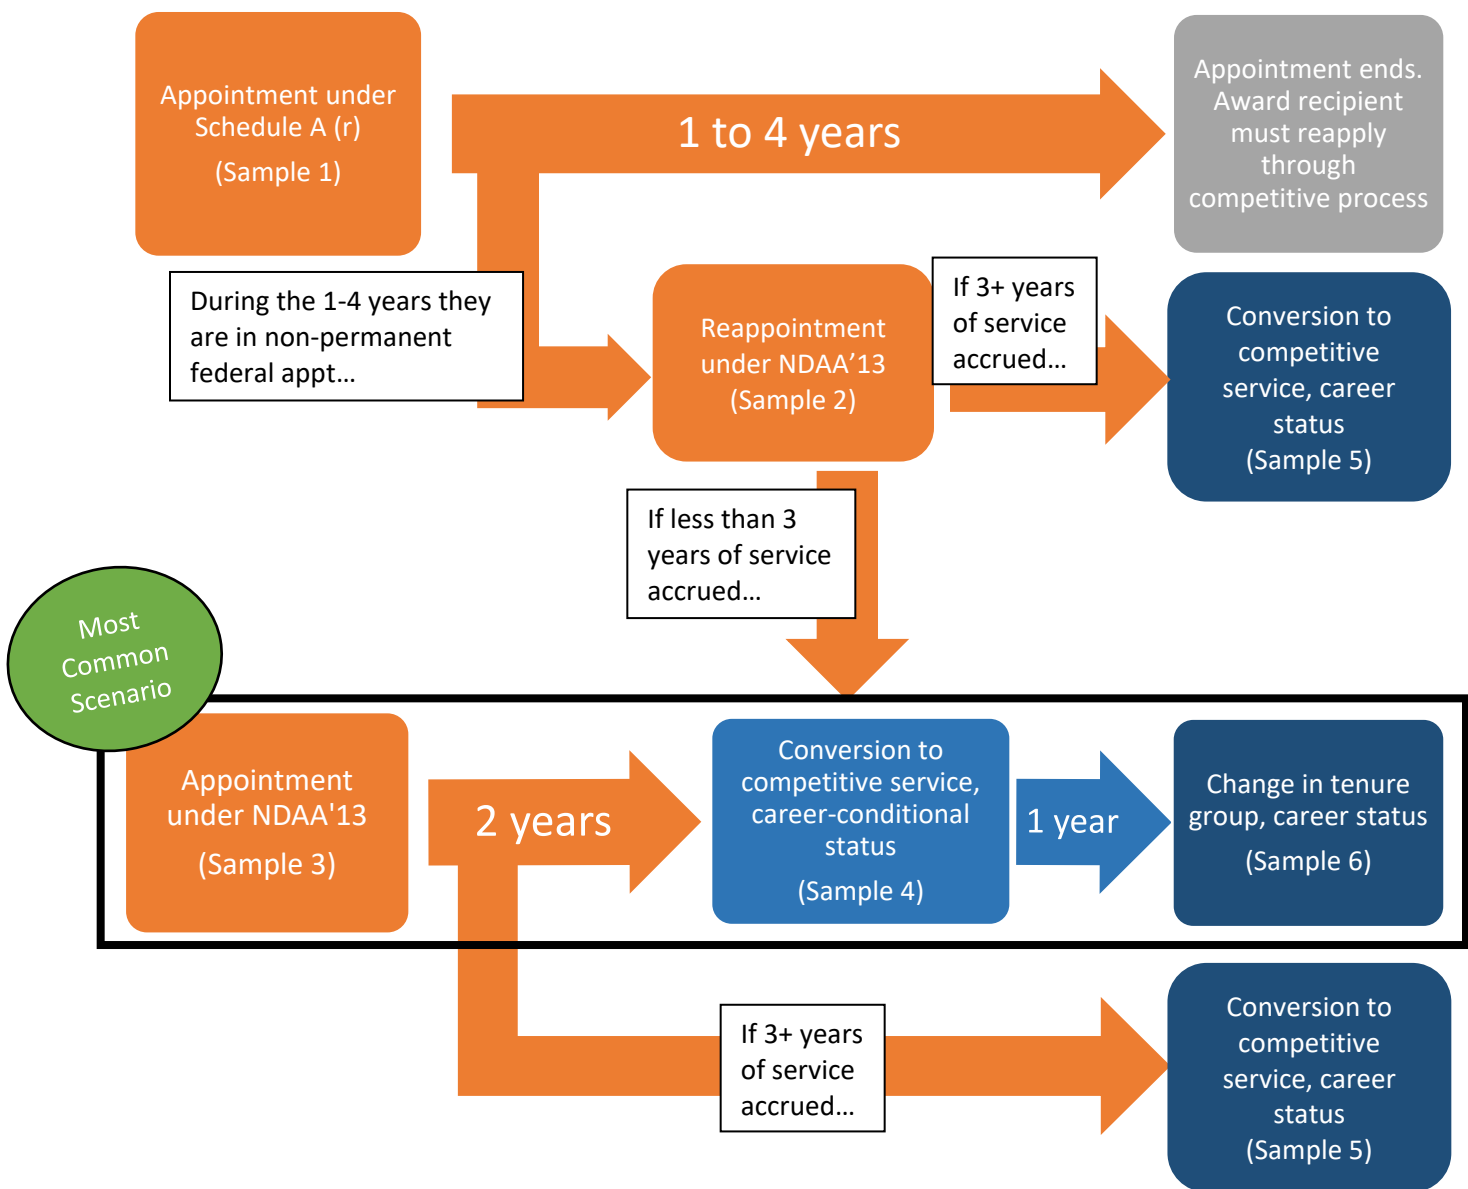 Appointment under
Schedule A (r)
(Sample 1)
1 to 4 years
Appointment ends.
Award recipient
must reapply
through
competitive process
During the 1-4 years they
are in non-permanent
federal appt…
Reappointment
under NDAA’13
(Sample 2)
If 3+ years
of service
accrued…
Conversion to
competitive
service, career
status
(Sample 5)
If less than 3
years of service
accrued…
Most
Common
Scenario
Appointment
under NDAA'13
(Sample 3)
2 years
Conversion to
competitive service,
career-conditional
status
(Sample 4)
1 year
Change in tenure
group, career status
(Sample 6)
If 3+ years
of service
accrued…
Conversion to
competitive
service, career
status
(Sample 5)